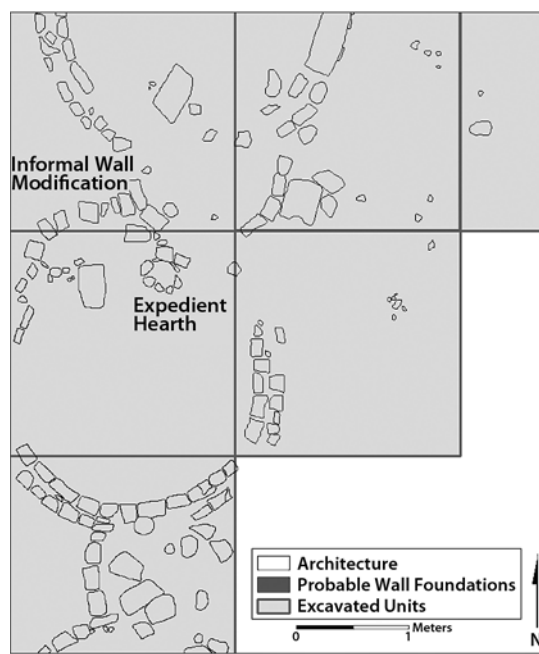 Informal Wall
Modification
Expedient
Hearth
Architecture
Probable Wall Foundations
Excavated Units
0 1 Meters
N